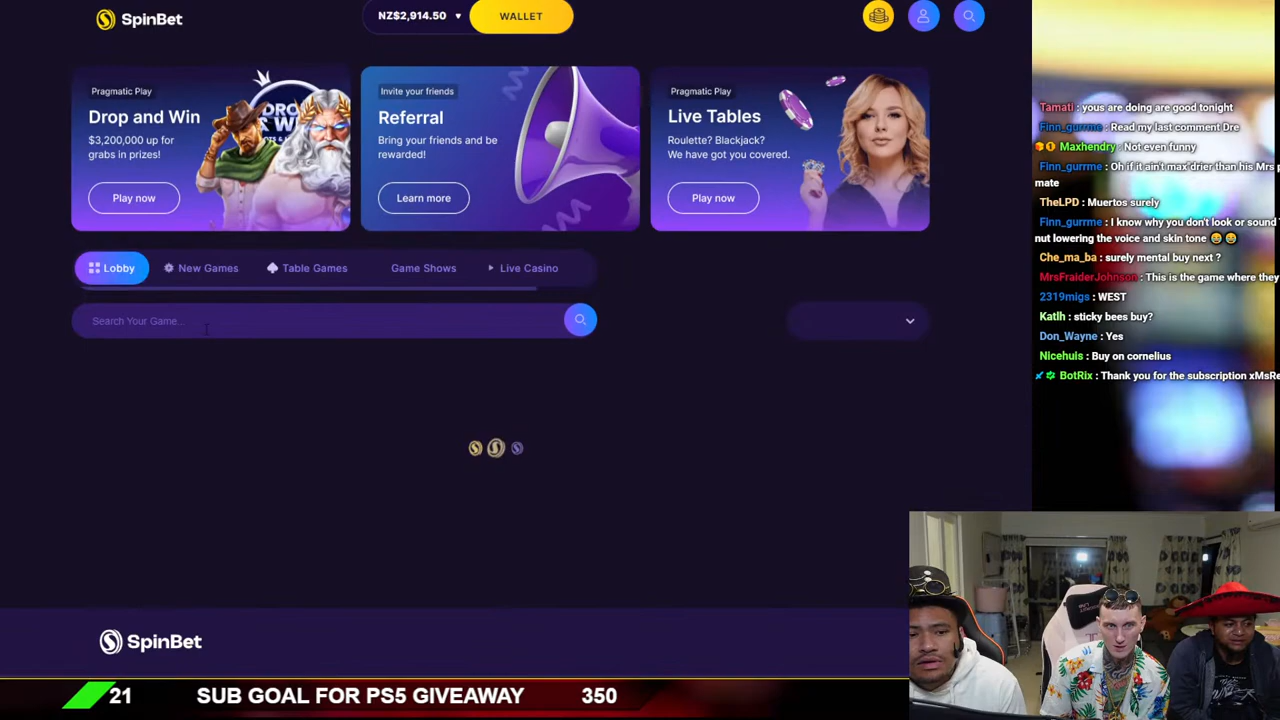 SpinBet
NZ$2,914.50
WALLET
Pragmatic Play
Drop and Win
$3,200,000 up for
grabs in prizes!
Play now
Invite your friends
Referral
Bring your friends and be
rewarded!
Learn more
Pragmatic Play
Live Tables
Roulette? Blackjack?
We have got you covered.
Play now
Lobby
New Games
Table Games
Game Shows
Live Casino
Search Your Game...
SpinBet
21 SUB GOAL FOR PS5 GIVEAWAY 350
Tamati : yous are doing are good tonight
Finn_gurrme : Read my last comment Dre
Maxhendry : Not even funny
Finn_gurrme : Oh if it ain't max drier than his Mrs
mate
TheLPD : Muertos surely
Finn_gurrme : I know why you don't look or sound
nut lowering the voice and skin tone
Che_ma_ba : surely mental buy next ?
MrsFraiderJohnson : This is the game where they
2319migs : WEST
Katlh : sticky bees buy?
Don_Wayne : Yes
Nicehuis : Buy on cornelius
BotRix : Thank you for the subscription xMsRe